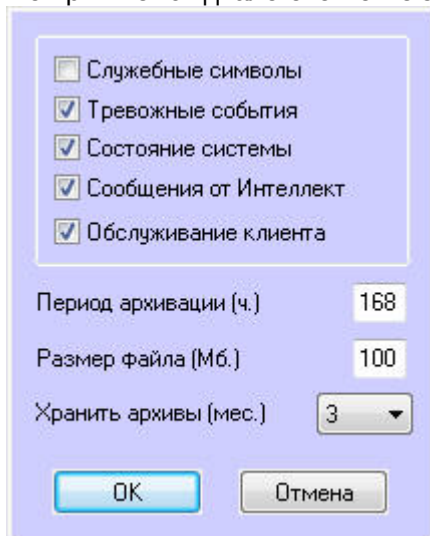 Служебные символы
Тревожные события
Состояние системы
Сообщения от Интеллект
Обслуживание клиента
Период архивации (ч.) 168
Размер файла (Мб.) 100
Хранить архивы (мес.) 3
OK Отмена